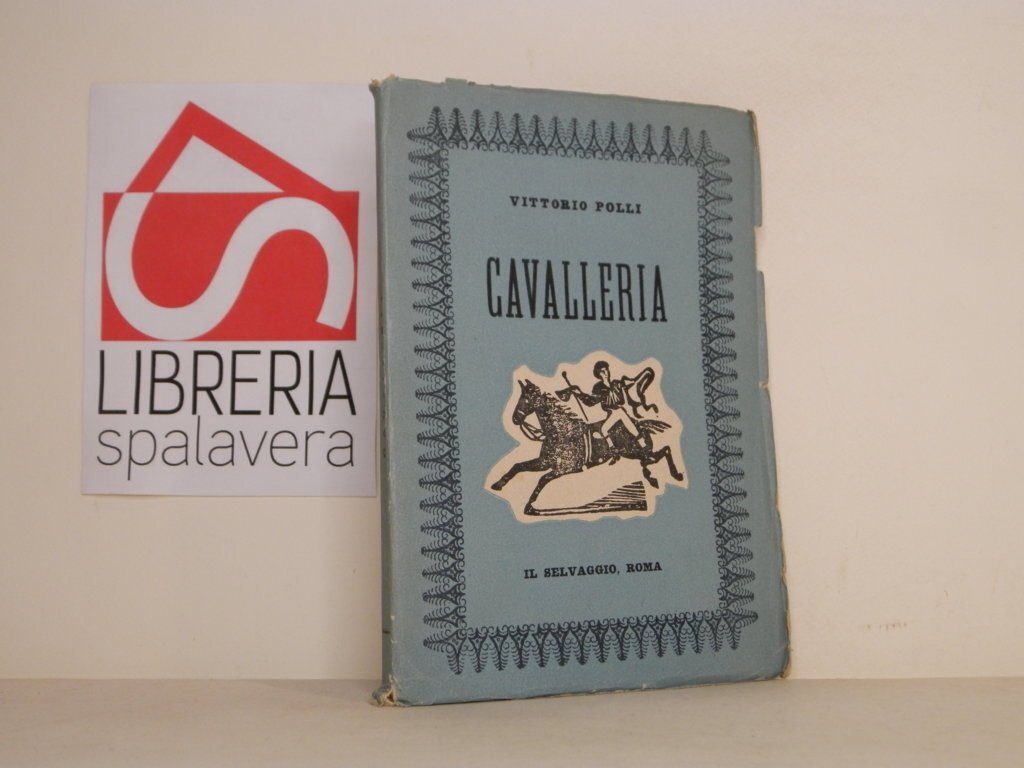 LIBRERIA
spalavera
VITTORIO POLLI
CAVALLERIA
IL SELVAGGIO, ROMA